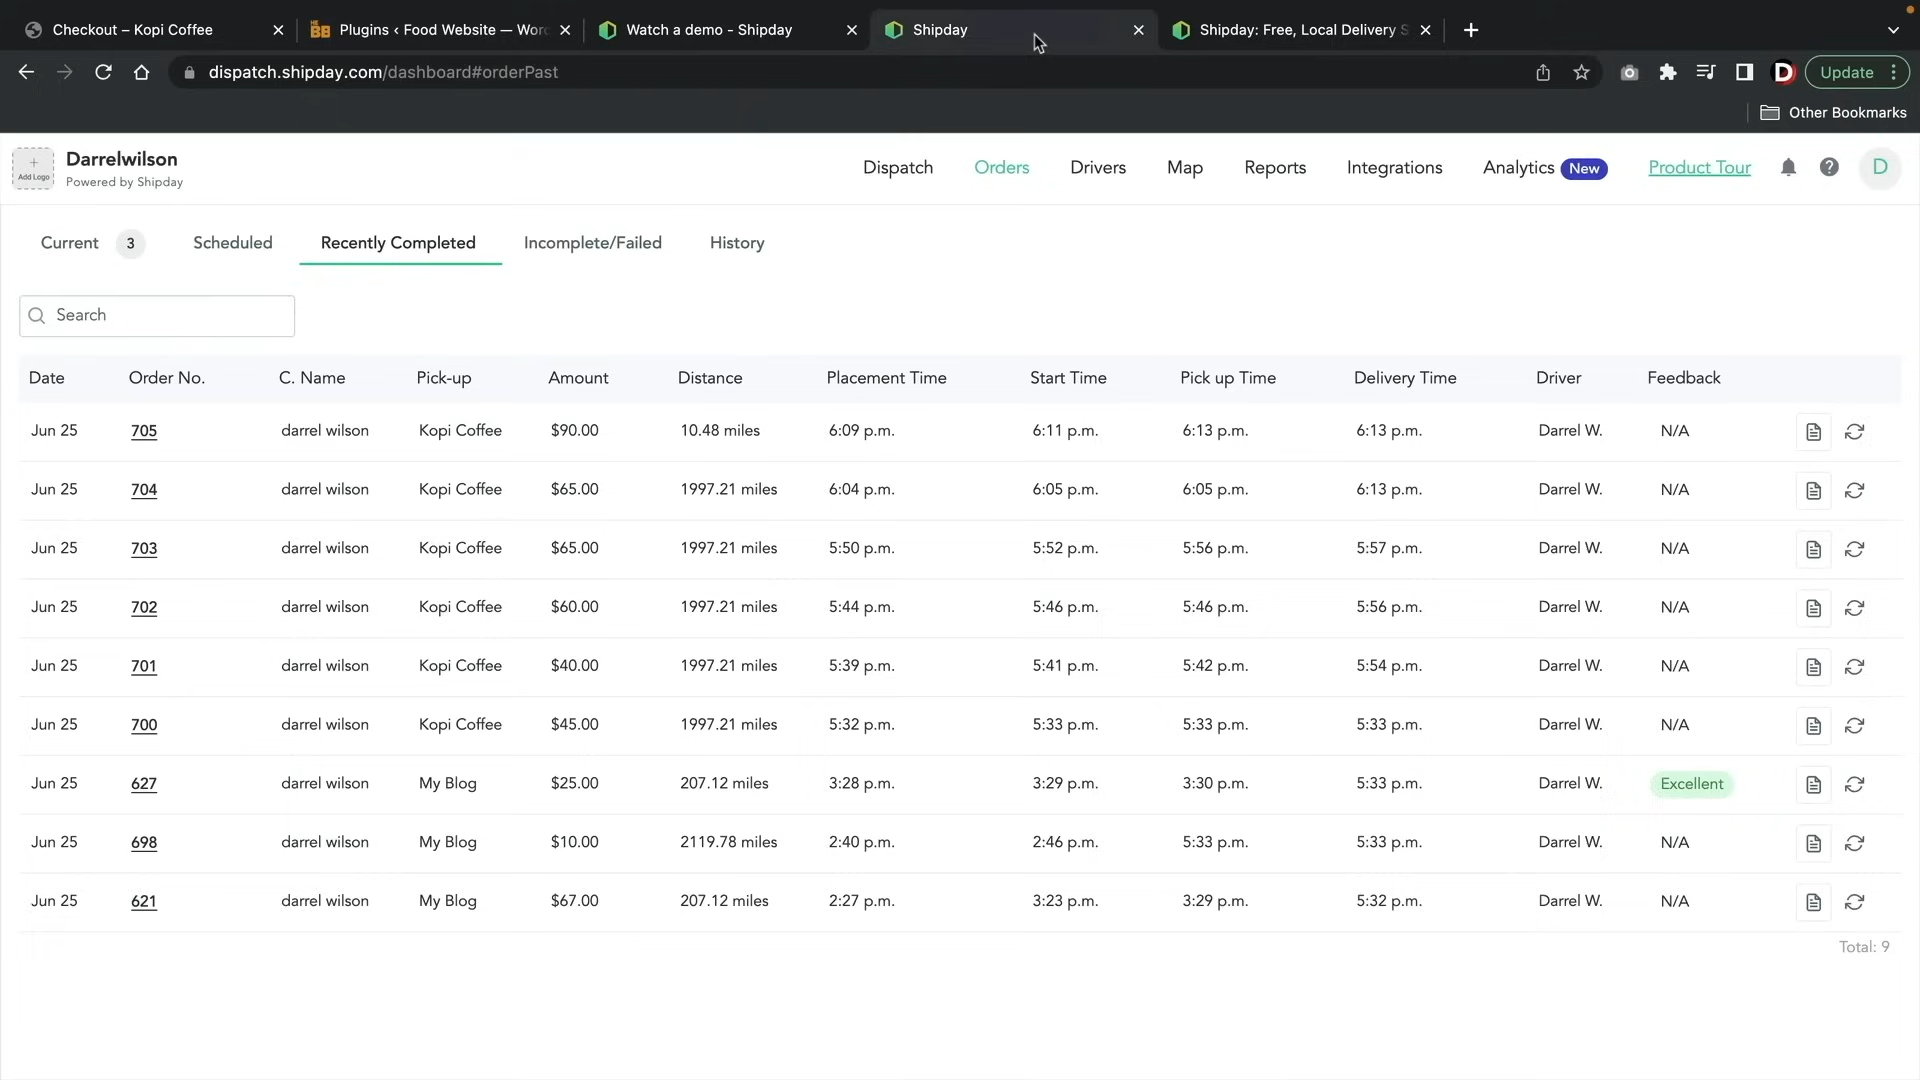 Checkout – Kopi Coffee
Plugins ‹ Food Website — Wor
Watch a demo - Shipday
Shipday
Shipday: Free, Local Delivery S
dispatch.shipday.com/dashboard#orderPast
D
Update
Other Bookmarks
+
Add Logo
Darrelwilson
Powered by Shipday
Dispatch Orders Drivers Map Reports Integrations Analytics New Product Tour ? D
Current 3 Scheduled Recently Completed Incomplete/Failed History
Search
Date Order No. C. Name Pick-up Amount Distance Placement Time Start Time Pick up Time Delivery Time Driver Feedback
Jun 25 705 darrel wilson Kopi Coffee $90.00 10.48 miles 6:09 p.m. 6:11 p.m. 6:13 p.m. 6:13 p.m. Darrel W. N/A
Jun 25 704 darrel wilson Kopi Coffee $65.00 1997.21 miles 6:04 p.m. 6:05 p.m. 6:05 p.m. 6:13 p.m. Darrel W. N/A
Jun 25 703 darrel wilson Kopi Coffee $65.00 1997.21 miles 5:50 p.m. 5:52 p.m. 5:56 p.m. 5:57 p.m. Darrel W. N/A
Jun 25 702 darrel wilson Kopi Coffee $60.00 1997.21 miles 5:44 p.m. 5:46 p.m. 5:46 p.m. 5:56 p.m. Darrel W. N/A
Jun 25 701 darrel wilson Kopi Coffee $40.00 1997.21 miles 5:39 p.m. 5:41 p.m. 5:42 p.m. 5:54 p.m. Darrel W. N/A
Jun 25 700 darrel wilson Kopi Coffee $45.00 1997.21 miles 5:32 p.m. 5:33 p.m. 5:33 p.m. 5:33 p.m. Darrel W. N/A
Jun 25 627 darrel wilson My Blog $25.00 207.12 miles 3:28 p.m. 3:29 p.m. 3:30 p.m. 5:33 p.m. Darrel W. Excellent
Jun 25 698 darrel wilson My Blog $10.00 2119.78 miles 2:40 p.m. 2:46 p.m. 5:33 p.m. 5:33 p.m. Darrel W. N/A
Jun 25 621 darrel wilson My Blog $67.00 207.12 miles 2:27 p.m. 3:23 p.m. 3:29 p.m. 5:32 p.m. Darrel W. N/A
Total: 9